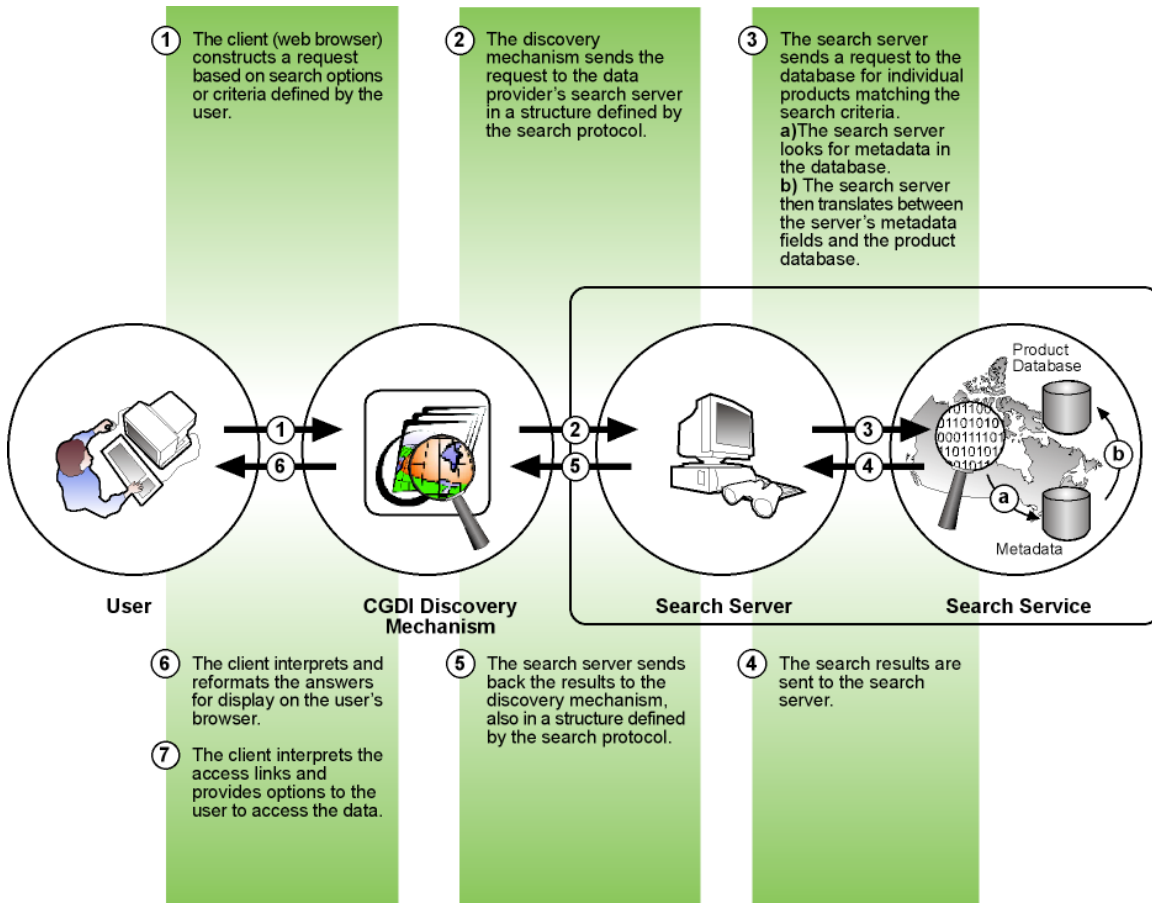 1 The client (web browser)
constructs a request
based on search options
or criteria defined by the
user.
2 The discovery
mechanism sends the
request to the data
provider's search server
in a structure defined by
the search protocol.
3 The search server
sends a request to the
database for individual
products matching the
search criteria.
a)The search server
looks for metadata in
the database.
b) The search server
then translates between
the server's metadata
fields and the product
database.
1
6
2
5
3
4
Product
Database
1011001
01101010
00011110
a
b
Metadata
User
CGDI Discovery
Mechanism
Search Server
Search Service
6 The client interprets and
reformats the answers
for display on the user's
browser.
7 The client interprets the
access links and
provides options to the
user to access the data.
5 The search server sends
back the results to the
discovery mechanism,
also in a structure defined
by the search protocol.
4 The search results are
sent to the search
server.